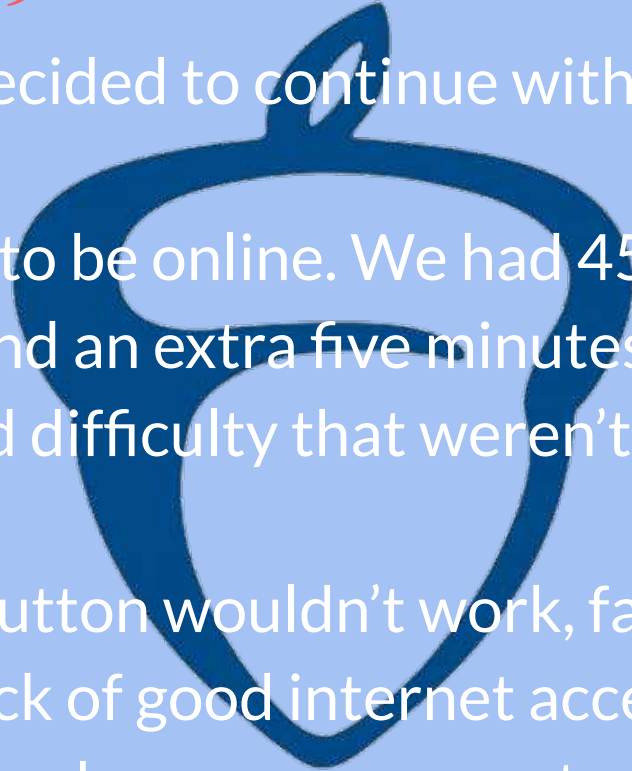 ecided to continue with
to be online. We had 45
nd an extra five minutes
d difficulty that weren’t
utton wouldn’t work, fa
ck of good internet acce